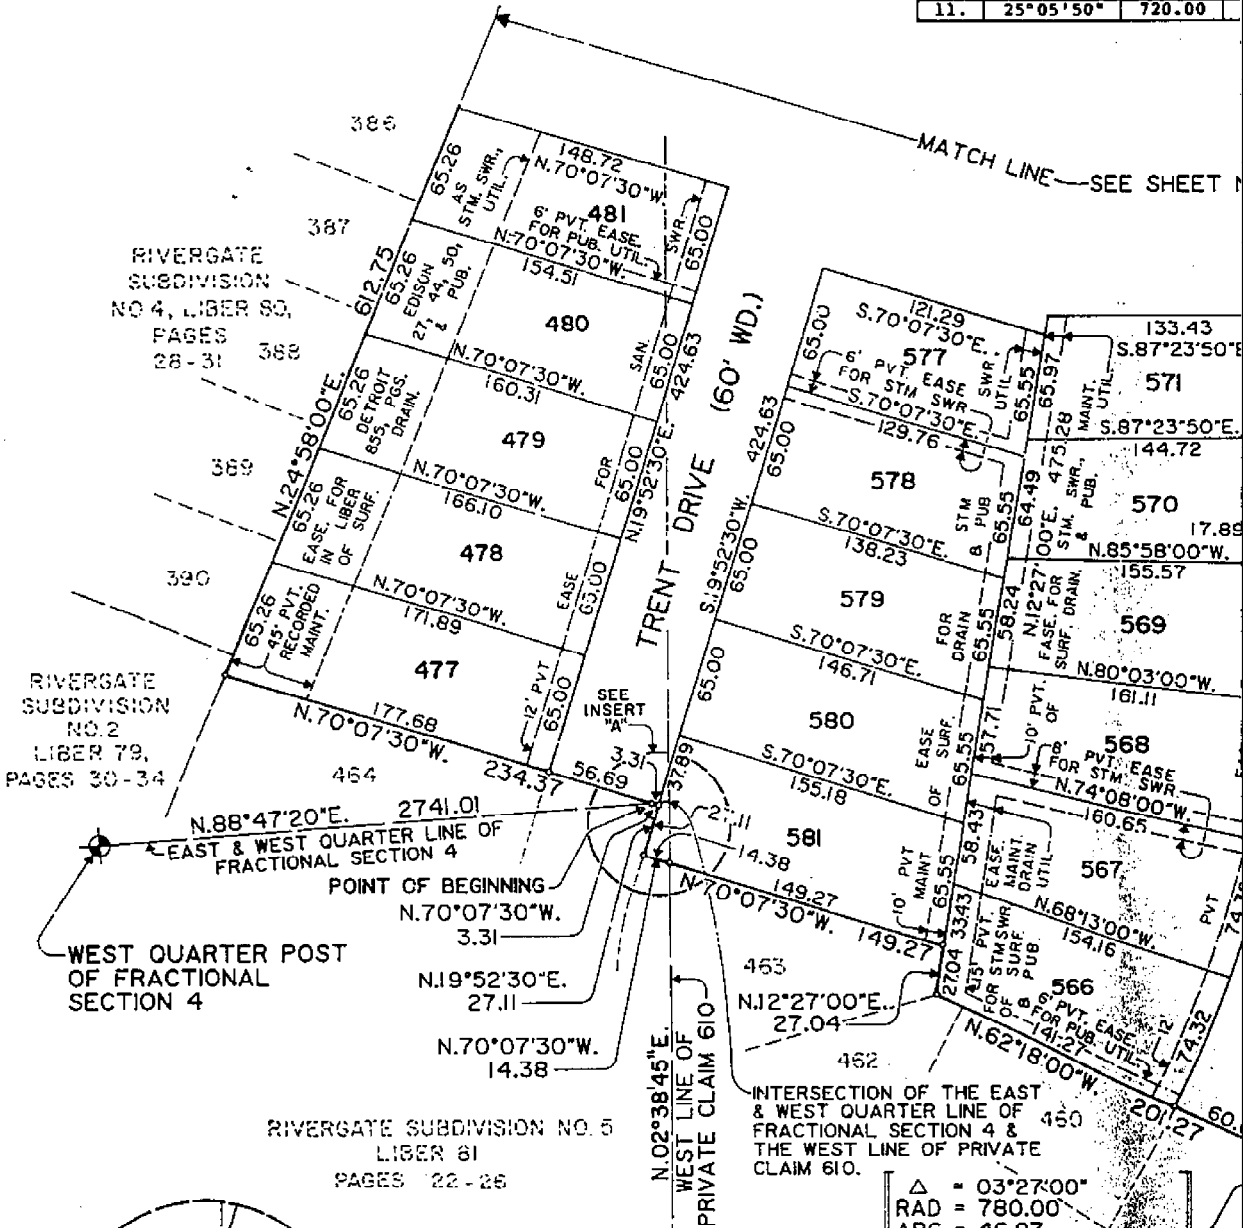 11. 25°05'50" 720.00
MATCH LINE
SEE SHEET
386
387
388
389
390
RIVERGATE
SUBDIVISION
NO 4, LIBER 80,
PAGES
28-31
RIVERGATE
SUBDIVISION
NO.2
LIBER 79,
PAGES 30-34
N.24°58'00"E.
612.75
65.26
65.26
65.26
65.26
65.26
AS
STM. SWR.,
UTIL.
EDISON
27, 44, 50,
& PUB.
DETROIT
855, PGS.
DRAIN.
EASE. FOR
IN LIBER
OF SURF.
45' PVT.
RECORDED
MAINT.
148.72
N.70°07'30"W.
481
6' PVT. EASE.
FOR PUB. UTIL.
N.70°07'30"W.
154.51
480
N.70°07'30"W.
160.31
479
N.70°07'30"W.
166.10
478
N.70°07'30"W.
171.89
477
177.68
N.70°07'30"W.
234.37
56.69
SWR.
SAN.
FOR
EASE
12' PVT
65.00
65.00
65.00
65.00
65.00
424.63
N.19°52'30"E.
TRENT DRIVE (60' WD.)
424.63
S.19°52'30"W.
65.00
65.00
65.00
65.00
37.89
121.29
S.70°07'30"E.
577
6' PVT. EASE
FOR STM SWR
S.70°07'30"E
129.76
578
S.70°07'30"E.
138.23
579
S.70°07'30"E.
146.71
580
S.70°07'30"E.
155.18
581
149.27
N.70°07'30"W.
149.27
SWR.
UTIL.
STM
& PUB
FOR
DRAIN
EASE
OF SURF.
10' PVT
MAINT
65.55
65.55
65.55
65.55
65.55
65.97
64.49
58.24
57.71
58.43
33.43
27.04
475.28
N.12°27'00"E.
MAINT.
UTIL.
STM. SWR.,
& PUB.
EASE. FOR
SURF. DRAIN.
10' PVT.
OF
133.43
S.87°23'50"E
571
S.87°23'50"E.
144.72
570
17.89
N.85°58'00"W.
155.57
569
N.80°03'00"W.
161.11
568
6' PVT. EASE
FOR STM. SWR.
N.74°08'00"W.
160.65
567
EASE.
MAINT.
DRAIN
UTIL.
N.68°13'00"W.
154.16
15' PVT.
FOR STM SWR
OF SURF.
& PUB
566
6' PVT. EASE
FOR PUB. UTIL.
141.27
N.62°18'00"W.
201.27
PVT
12
74.32
SEE
INSERT
"A"
3.31
27.11
14.38
464
N.88°47'20"E. 2741.01
EAST & WEST QUARTER LINE OF
FRACTIONAL SECTION 4
POINT OF BEGINNING
N.70°07'30"W.
3.31
WEST QUARTER POST
OF FRACTIONAL
SECTION 4
N.19°52'30"E.
27.11
N.70°07'30"W.
14.38
463
N.12°27'00"E.
27.04
462
460
N.02°38'45"E.
WEST LINE OF
PRIVATE CLAIM 610
INTERSECTION OF THE EAST
& WEST QUARTER LINE OF
FRACTIONAL SECTION 4 &
THE WEST LINE OF PRIVATE
CLAIM 610.
RIVERGATE SUBDIVISION NO. 5
LIBER 81
PAGES 22-26
Δ = 03°27'00"
RAD = 780.00